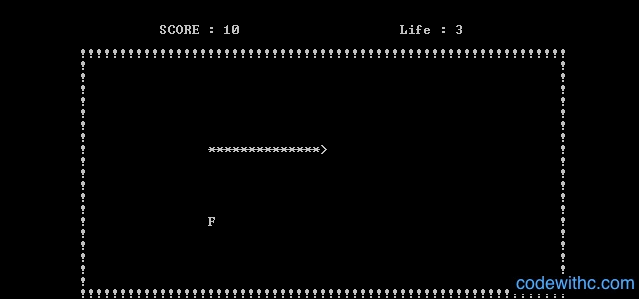 SCORE : 10 Life : 3
**************>
F
codewithc.com